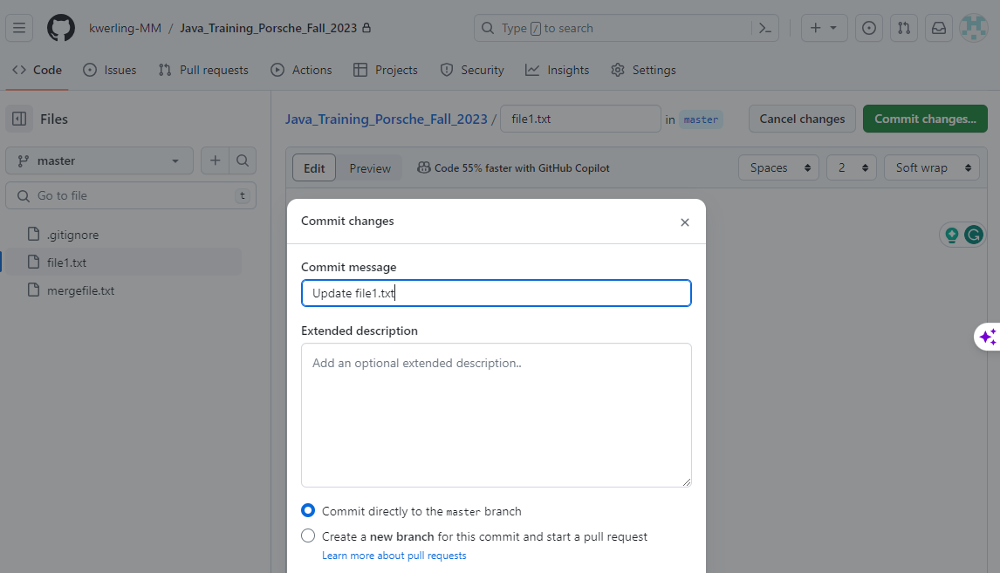 kwerling-MM / Java_Training_Porsche_Fall_2023
Type / to search
Code Issues Pull requests Actions Projects Security Insights Settings
Files
Java_Training_Porsche_Fall_2023 / file1.txt in master Cancel changes Commit changes...
master
Edit Preview Code 55% faster with GitHub Copilot Spaces 2 Soft wrap
Go to file t
.gitignore
file1.txt
mergefile.txt
Commit changes
Commit message
Update file1.txt
Extended description
Add an optional extended description..
Commit directly to the master branch
Create a new branch for this commit and start a pull request
Learn more about pull requests